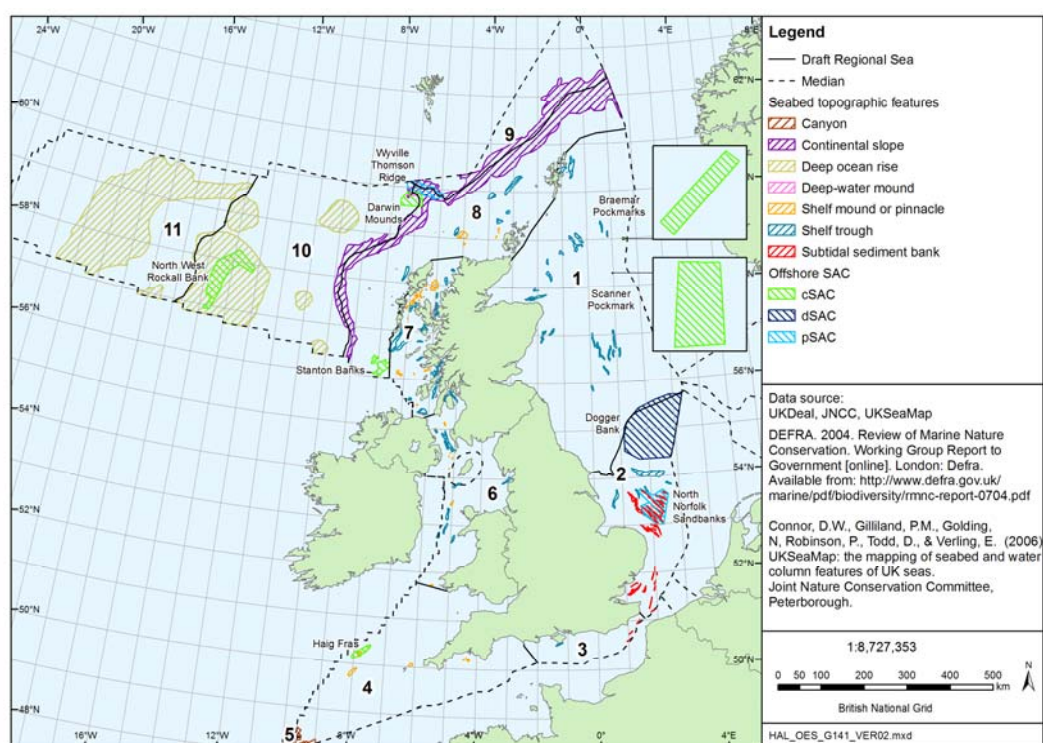 24°W
20°W
16°W
12°W
8°W
4°W
0°
4°E
8°E
60°N
58°N
56°N
54°N
52°N
50°N
48°N
62°N
56°N
54°N
52°N
50°N
16°W
12°W
8°W
4°W
0°
4°E
9
Wyville
Thomson
Ridge
8
Darwin
Mounds
11
10
North West
Rockall Bank
7
Stanton Banks
Braemar
Pockmarks
1
Scanner
Pockmark
Dogger
Bank
2
North
Norfolk
Sandbanks
6
3
Haig Fras
4
5
Legend
Draft Regional Sea
Median
Seabed topographic features
Canyon
Continental slope
Deep ocean rise
Deep-water mound
Shelf mound or pinnacle
Shelf trough
Subtidal sediment bank
Offshore SAC
cSAC
dSAC
pSAC
Data source:
UKDeal, JNCC, UKSeaMap
DEFRA. 2004. Review of Marine Nature
Conservation. Working Group Report to
Government [online]. London: Defra.
Available from: http://www.defra.gov.uk/
marine/pdf/biodiversity/rmnc-report-0704.pdf
Connor, D.W., Gilliland, P.M., Golding,
N, Robinson, P., Todd, D., & Verling, E. (2006)
UKSeaMap: the mapping of seabed and water
column features of UK seas.
Joint Nature Conservation Committee,
Peterborough.
1:8,727,353
N
0 50 100 200 300 400 500
km
British National Grid
HAL_OES_G141_VER02.mxd